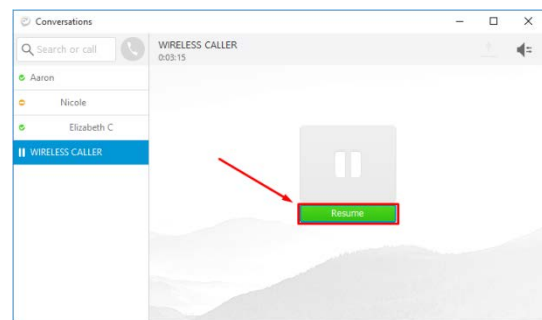 Conversations
Search or call
WIRELESS CALLER
0:03:15
Aaron
Nicole
Elizabeth C
WIRELESS CALLER
Resume